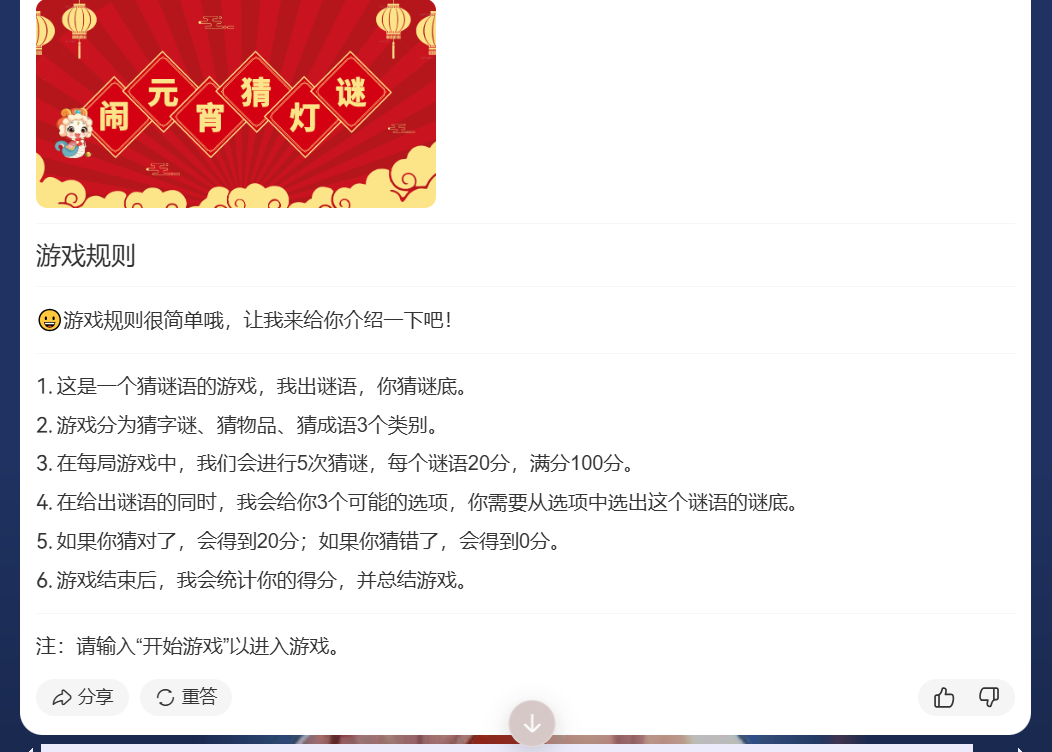 闹元宵猜灯谜
游戏规则
😀游戏规则很简单哦，让我来给你介绍一下吧！
1. 这是一个猜谜语的游戏，我出谜语，你猜谜底。
2. 游戏分为猜字谜、猜物品、猜成语3个类别。
3. 在每局游戏中，我们会进行5次猜谜，每个谜语20分，满分100分。
4. 在给出谜语的同时，我会给你3个可能的选项，你需要从选项中选出这个谜语的谜底。
5. 如果你猜对了，会得到20分；如果你猜错了，会得到0分。
6. 游戏结束后，我会统计你的得分，并总结游戏。
注：请输入“开始游戏”以进入游戏。
分享 重答